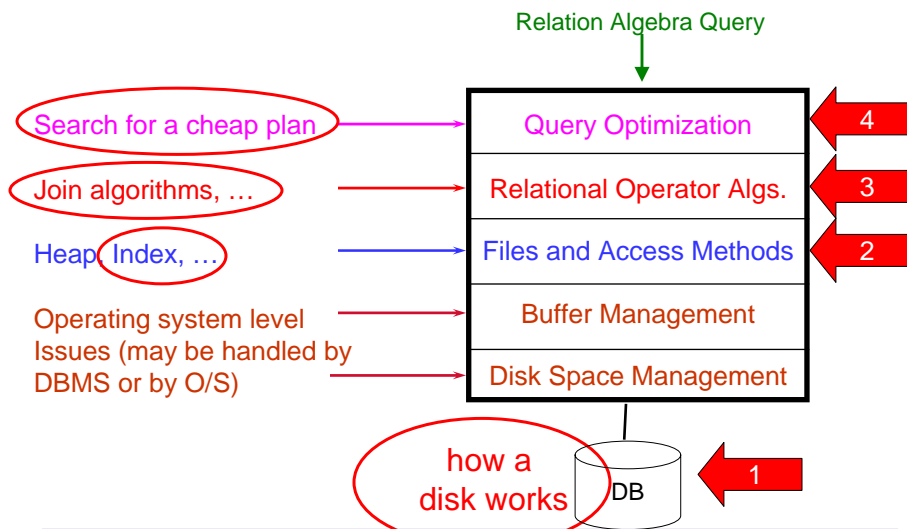 Relation Algebra Query
Search for a cheap plan
Query Optimization
4
Join algorithms, …
Relational Operator Algs.
3
Heap, Index, …
Files and Access Methods
2
Operating system level
Issues (may be handled by
DBMS or by O/S)
Buffer Management
Disk Space Management
how a
disk works
DB
1